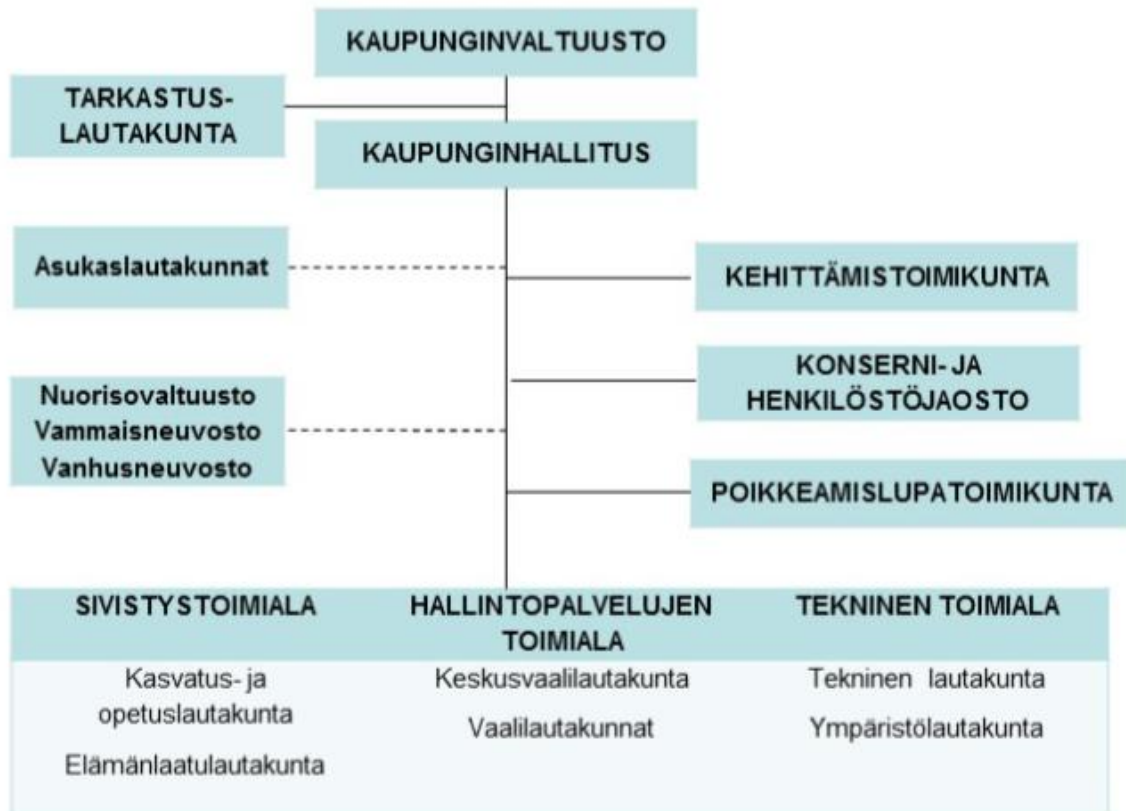 KAUPUNGINVALTUUSTO
TARKASTUS-
LAUTAKUNTA
KAUPUNGINHALLITUS
Asukaslautakunnat
KEHITTÄMISTOIMIKUNTA
KONSERNI- JA
HENKILÖSTÖJAOSTO
Nuorisovaltuusto
Vammaisneuvosto
Vanhusneuvosto
POIKKEAMISLUPATOIMIKUNTA
SIVISTYSTOIMIALA
Kasvatus- ja
opetuslautakunta
Elämänlaatulautakunta
HALLINTOPALVELUJEN
TOIMIALA
Keskusvaalilautakunta
Vaalilautakunnat
TEKNINEN TOIMIALA
Tekninen lautakunta
Ympäristölautakunta